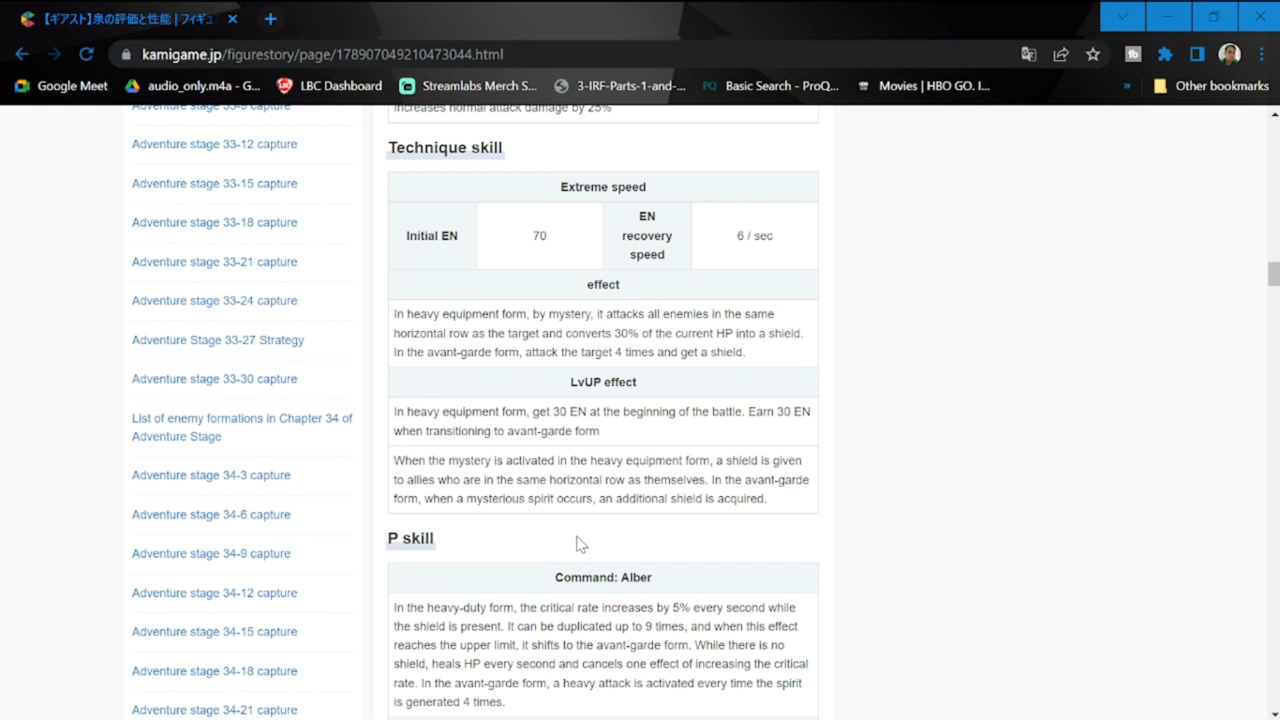 【ギアスト】泉の評価と性能 | フィギュ
kamigame.jp/figurestory/page/178907049210473044.html
Google Meet
audio_only.m4a - G...
LBC Dashboard
Streamlabs Merch S...
3-IRF-Parts-1-and-...
PQ Basic Search - ProQ...
Movies | HBO GO. I...
» Other bookmarks
Adventure stage 33-9 capture
Adventure stage 33-12 capture
Adventure stage 33-15 capture
Adventure stage 33-18 capture
Adventure stage 33-21 capture
Adventure stage 33-24 capture
Adventure Stage 33-27 Strategy
Adventure stage 33-30 capture
List of enemy formations in Chapter 34 of
Adventure Stage
Adventure stage 34-3 capture
Adventure stage 34-6 capture
Adventure stage 34-9 capture
Adventure stage 34-12 capture
Adventure stage 34-15 capture
Adventure stage 34-18 capture
Adventure stage 34-21 capture
increases normal attack damage by 25%
Technique skill
Extreme speed
Initial EN
70
EN
recovery
speed
6 / sec
effect
In heavy equipment form, by mystery, it attacks all enemies in the same
horizontal row as the target and converts 30% of the current HP into a shield.
In the avant-garde form, attack the target 4 times and get a shield.
LvUP effect
In heavy equipment form, get 30 EN at the beginning of the battle. Earn 30 EN
when transitioning to avant-garde form
When the mystery is activated in the heavy equipment form, a shield is given
to allies who are in the same horizontal row as themselves. In the avant-garde
form, when a mysterious spirit occurs, an additional shield is acquired.
P skill
Command: Alber
In the heavy-duty form, the critical rate increases by 5% every second while
the shield is present. It can be duplicated up to 9 times, and when this effect
reaches the upper limit, it shifts to the avant-garde form. While there is no
shield, heals HP every second and cancels one effect of increasing the critical
rate. In the avant-garde form, a heavy attack is activated every time the spirit
is generated 4 times.